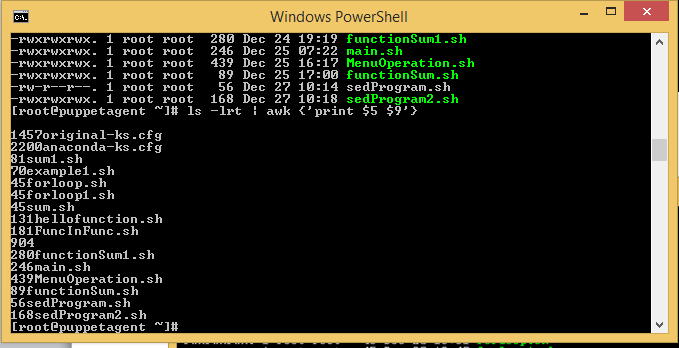 Windows PowerShell
-rwxrwxrwx. 1 root root  280 Dec 24 19:19 functionSum1.sh
-rwxrwxrwx. 1 root root  246 Dec 25 07:22 main.sh
-rwxrwxrwx. 1 root root  439 Dec 25 16:17 MenuOperation.sh
-rwxrwxrwx. 1 root root   89 Dec 25 17:00 functionSum.sh
-rw-r--r--. 1 root root   56 Dec 27 10:14 sedProgram.sh
-rwxrwxrwx. 1 root root  168 Dec 27 10:18 sedProgram2.sh
[root@puppetagent ~]# ls -lrt | awk {'print $5 $9'}
1457original-ks.cfg
2200anaconda-ks.cfg
81sum1.sh
70example1.sh
45forloop.sh
45forloop1.sh
45sum.sh
131hellofunction.sh
181FuncInFunc.sh
904
280functionSum1.sh
246main.sh
439MenuOperation.sh
89functionSum.sh
56sedProgram.sh
168sedProgram2.sh
[root@puppetagent ~]#